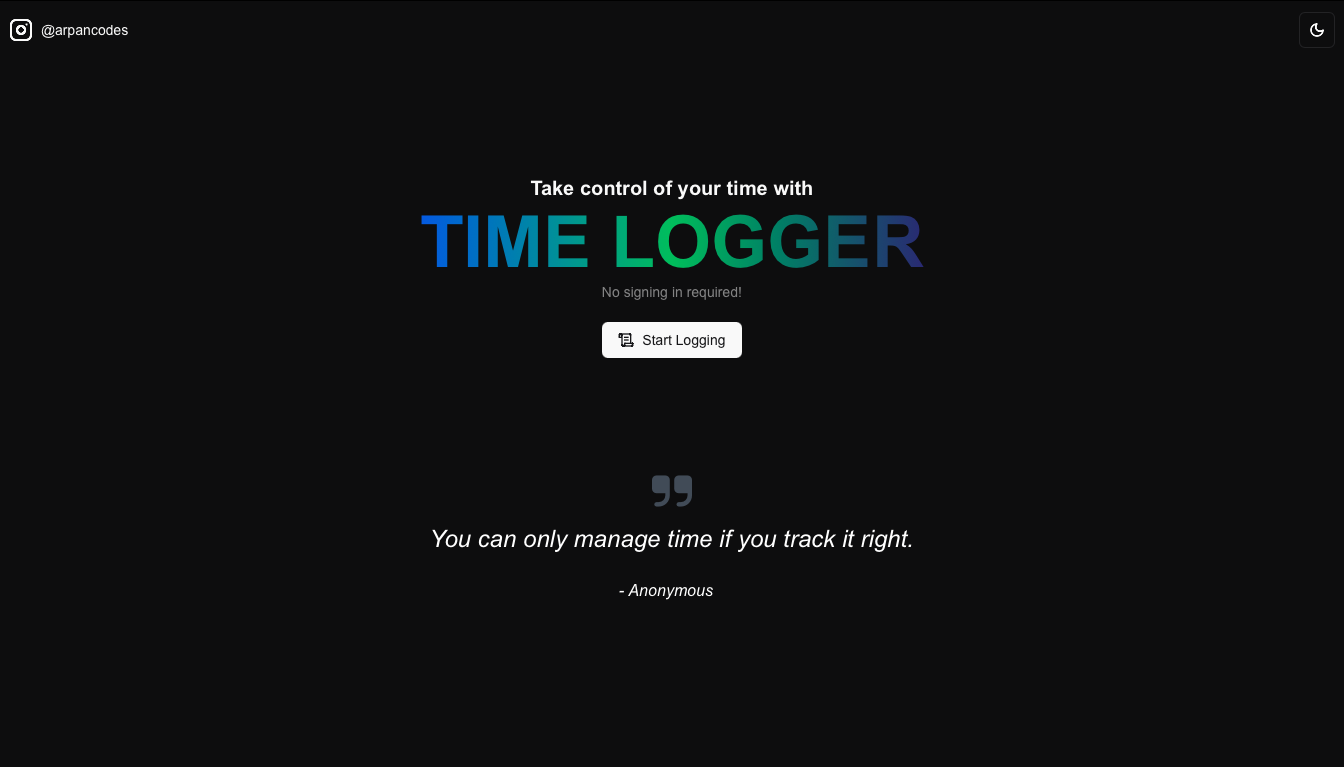 @arpancodes
Take control of your time with
TIME LOGGER
No signing in required!
Start Logging
You can only manage time if you track it right.
- Anonymous